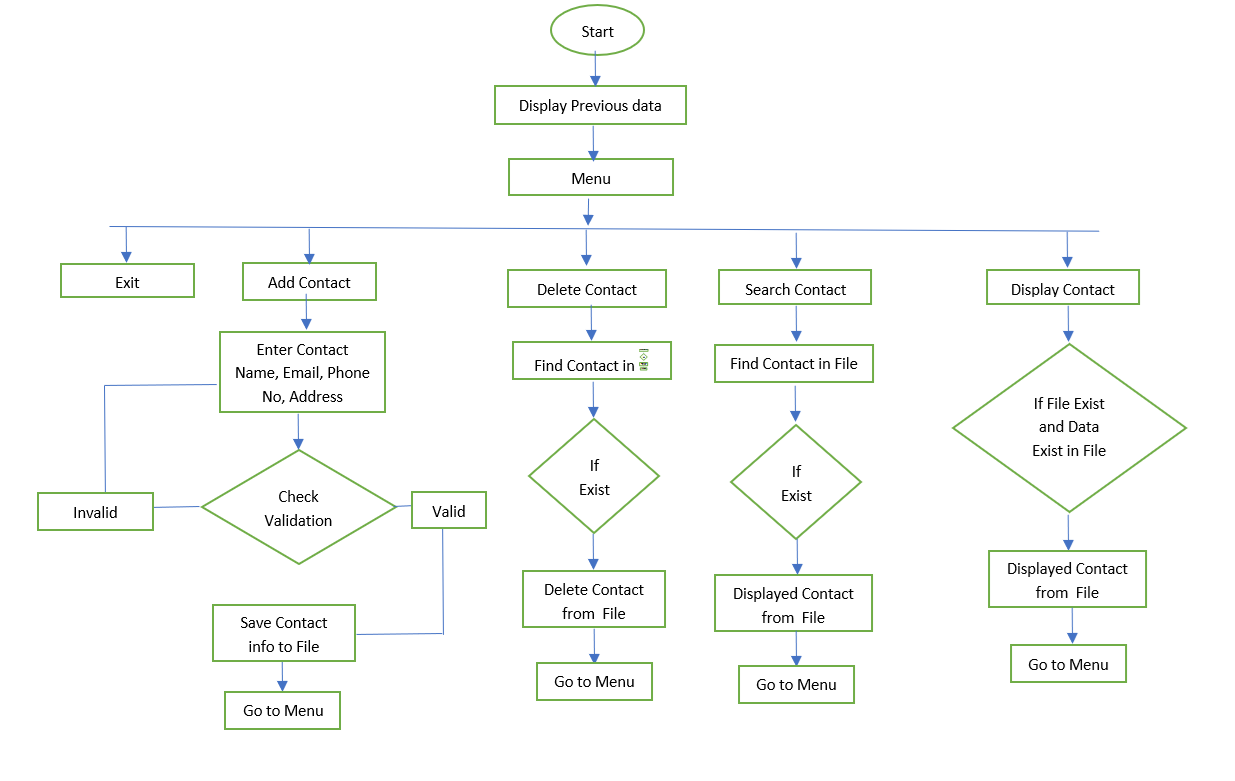 Start
Display Previous data
Menu
Exit
Add Contact
Delete Contact
Search Contact
Display Contact
Enter Contact
Name, Email, Phone
No, Address
Find Contact in
Find Contact in File
If File Exist
and Data
Exist in File
If
Exist
If
Exist
Check
Validation
Invalid
Valid
Delete Contact
from  File
Displayed Contact
from  File
Displayed Contact
from  File
Save Contact
info to File
Go to Menu
Go to Menu
Go to Menu
Go to Menu